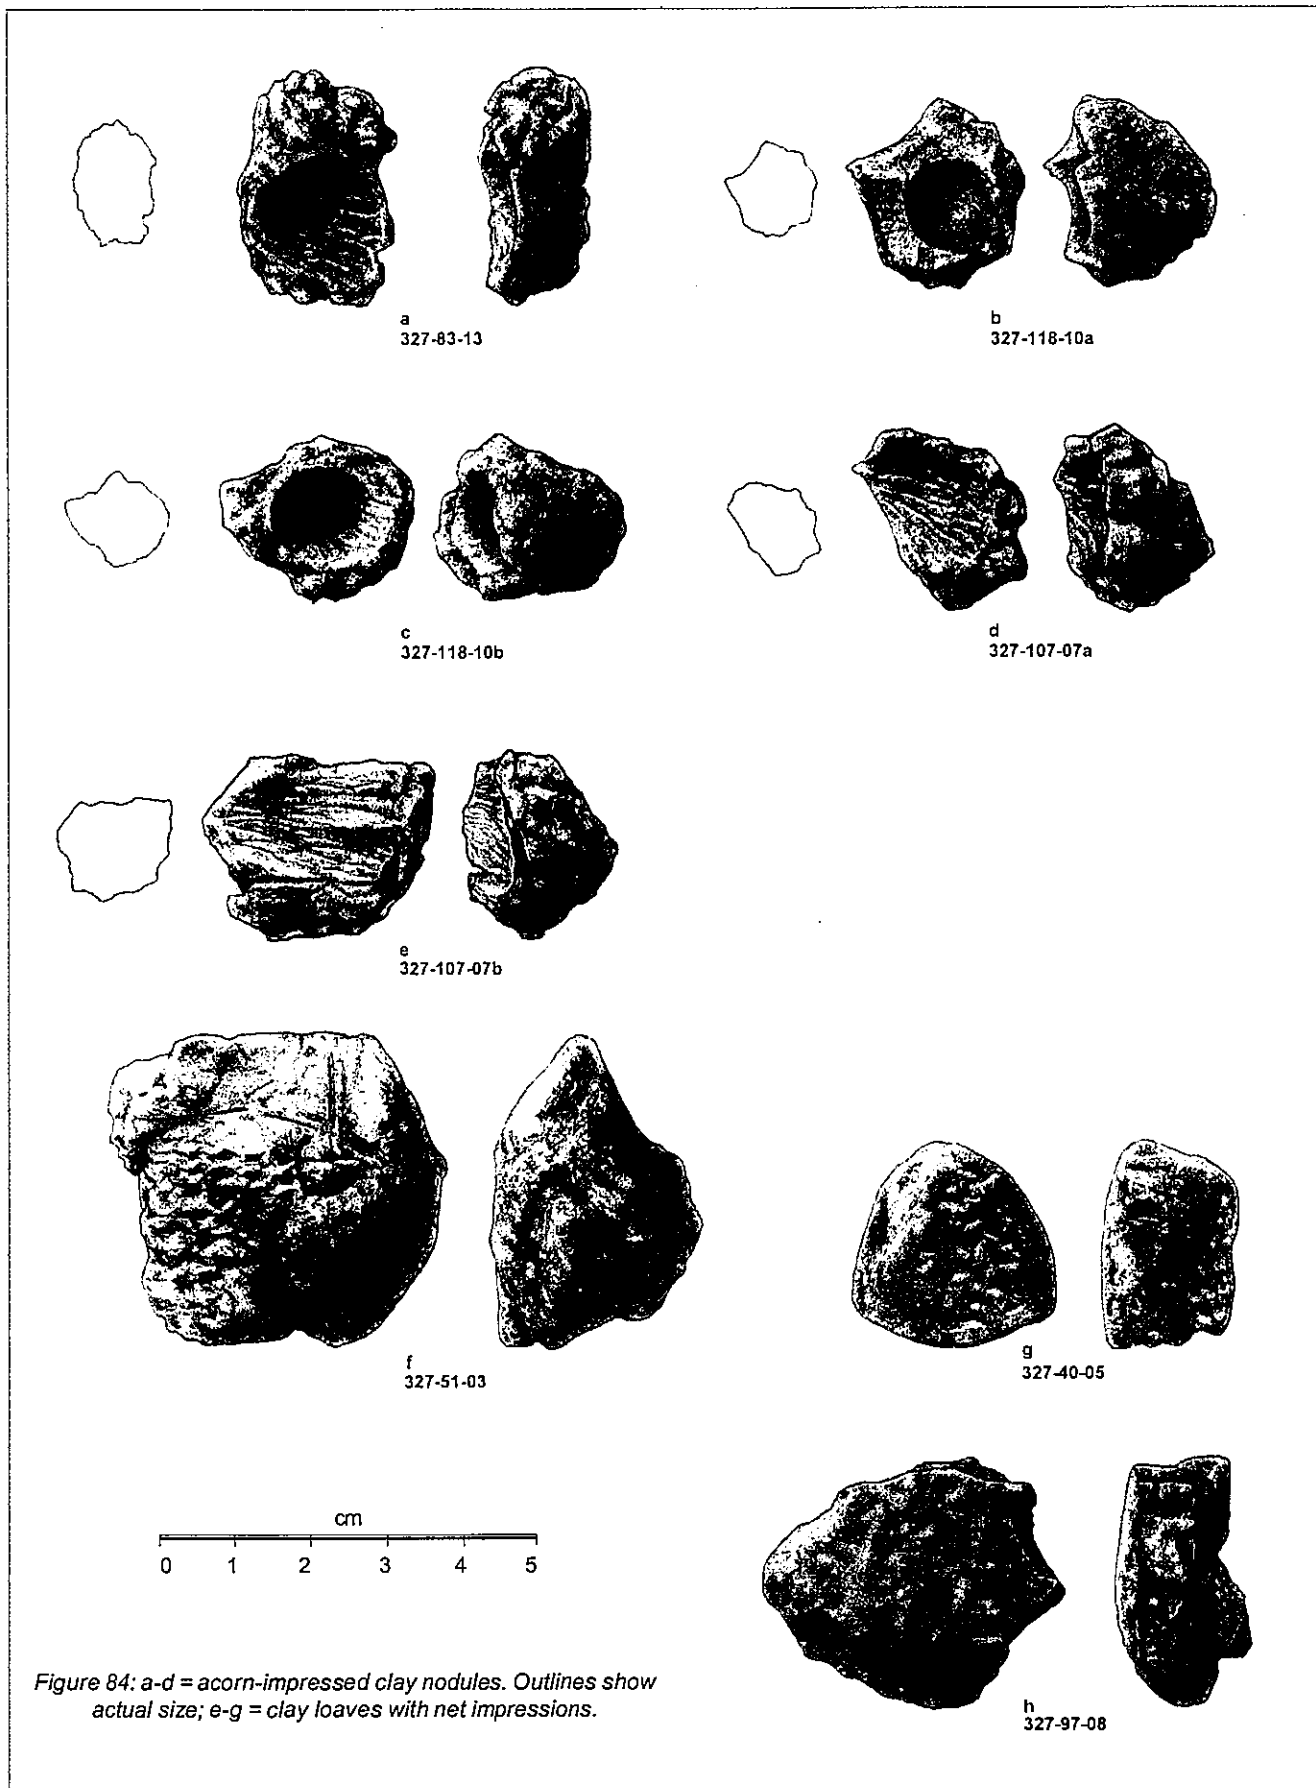 a
327-83-13
b
327-118-10a
c
327-118-10b
d
327-107-07a
e
327-107-07b
f
327-51-03
g
327-40-05
cm
0 1 2 3 4 5
h
327-97-08
Figure 84: a-d = acorn-impressed clay nodules. Outlines show
actual size; e-g = clay loaves with net impressions.